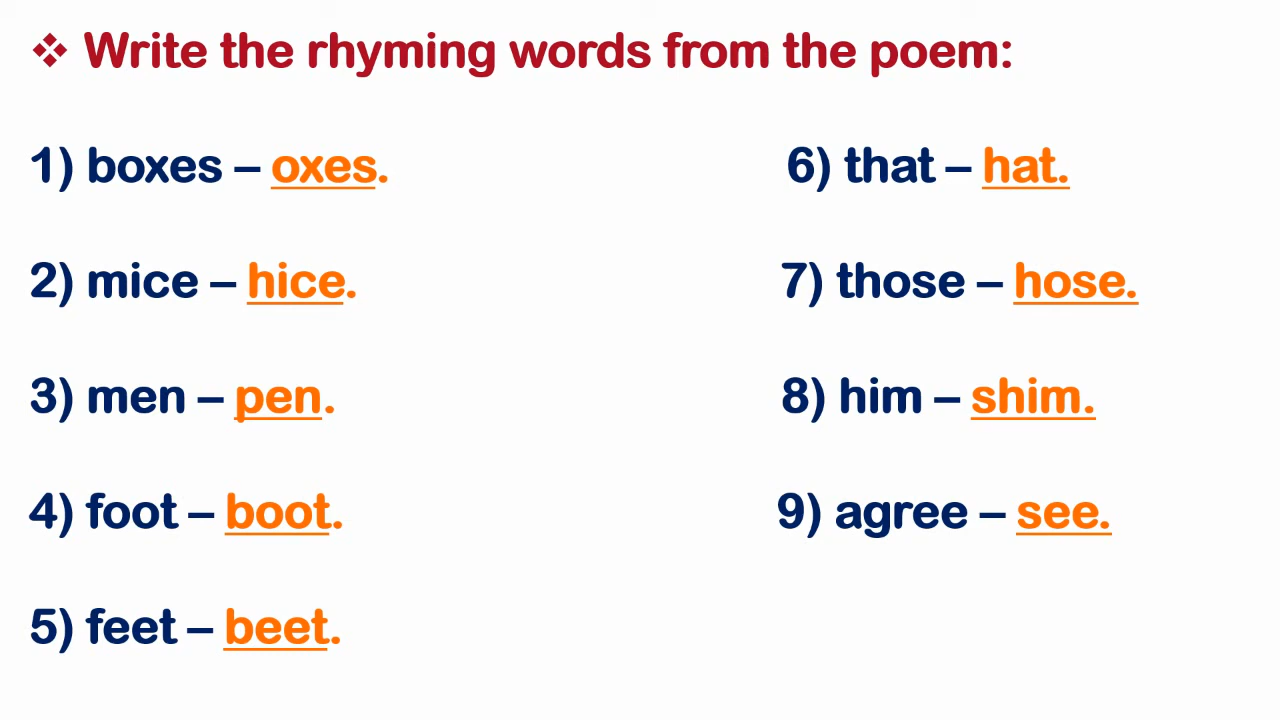 ❖ Write the rhyming words from the poem:
1) boxes – oxes.
2) mice – hice.
3) men – pen.
4) foot – boot.
5) feet – beet.
6) that – hat.
7) those – hose.
8) him – shim.
9) agree – see.